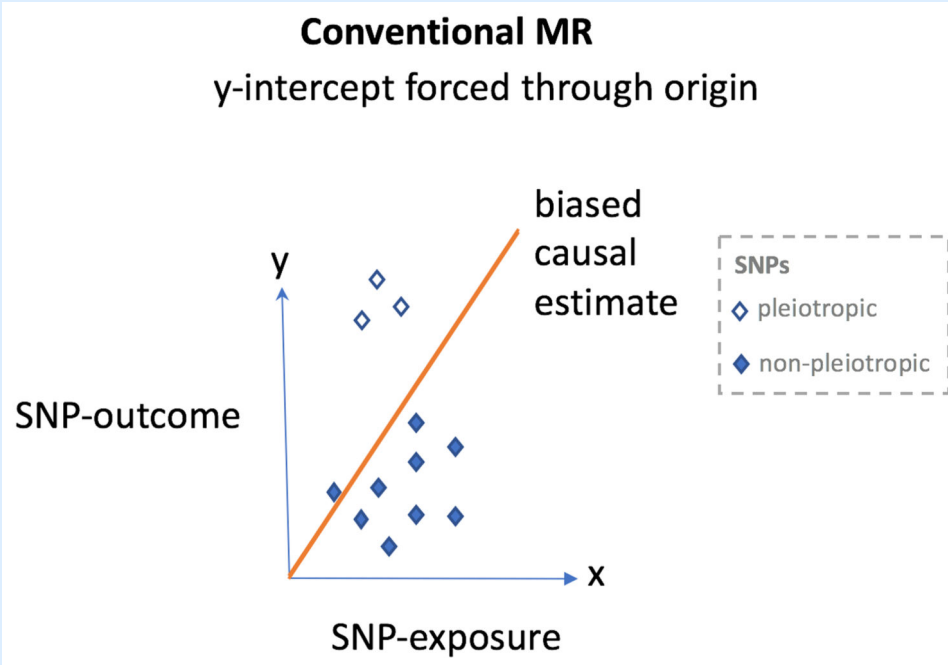 Conventional MR
y-intercept forced through origin
biased
causal
estimate
y
SNPs
pleiotropic
non-pleiotropic
SNP-outcome
x
SNP-exposure